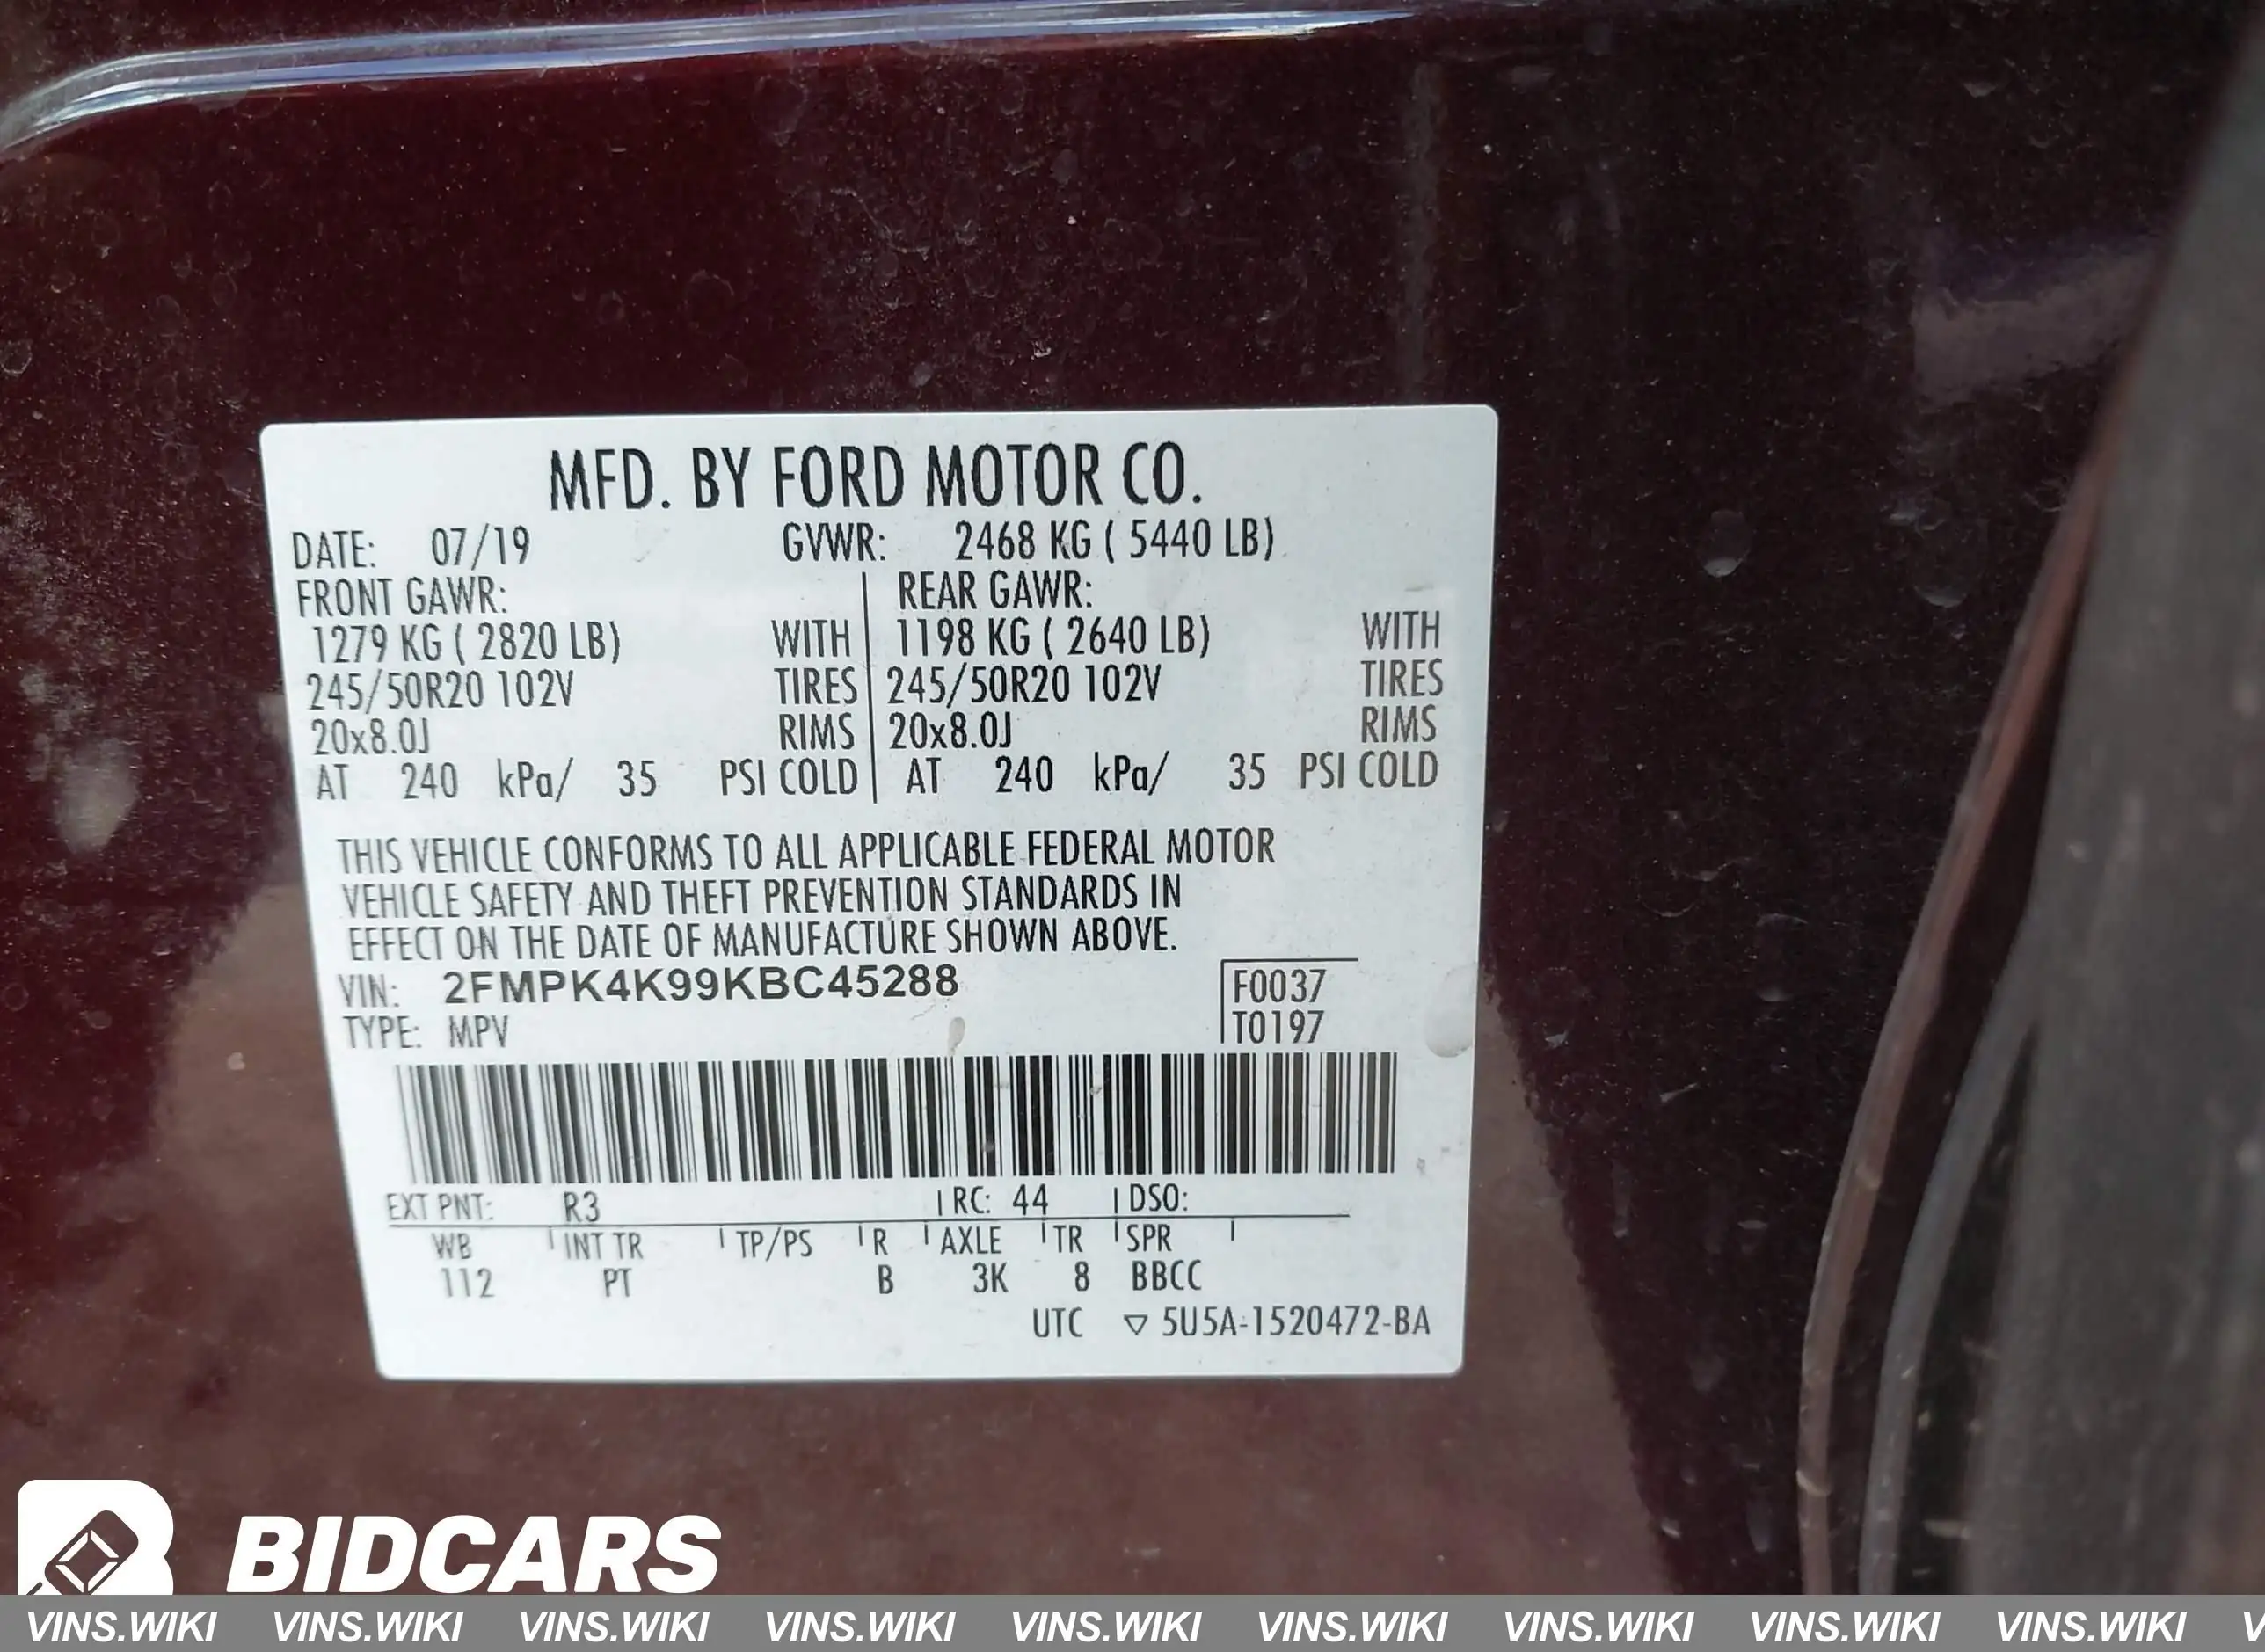 MFD. BY FORD MOTOR CO.
DATE: 07/19 GVWR: 2468 KG ( 5440 LB)
FRONT GAWR: REAR GAWR:
1279 KG ( 2820 LB) WITH 1198 KG ( 2640 LB) WITH
245/50R20 102V TIRES 245/50R20 102V TIRES
20x8.0J RIMS 20x8.0J RIMS
AT 240 kPa/ 35 PSI COLD AT 240 kPa/ 35 PSI COLD
THIS VEHICLE CONFORMS TO ALL APPLICABLE FEDERAL MOTOR
VEHICLE SAFETY AND THEFT PREVENTION STANDARDS IN
EFFECT ON THE DATE OF MANUFACTURE SHOWN ABOVE.
VIN: 2FMPK4K99KBC45288 F0037
TYPE: MPV T0197
EXT PNT: R3 RC: 44 DSO:
WB INT TR TP/PS R AXLE TR SPR
112 PT B 3K 8 BBCC
UTC ▽ 5U5A-1520472-BA
BIDCARS
VINS.WIKI VINS.WIKI VINS.WIKI VINS.WIKI VINS.WIKI VINS.WIKI VINS.WIKI VINS.WIKI VINS.WIKI V